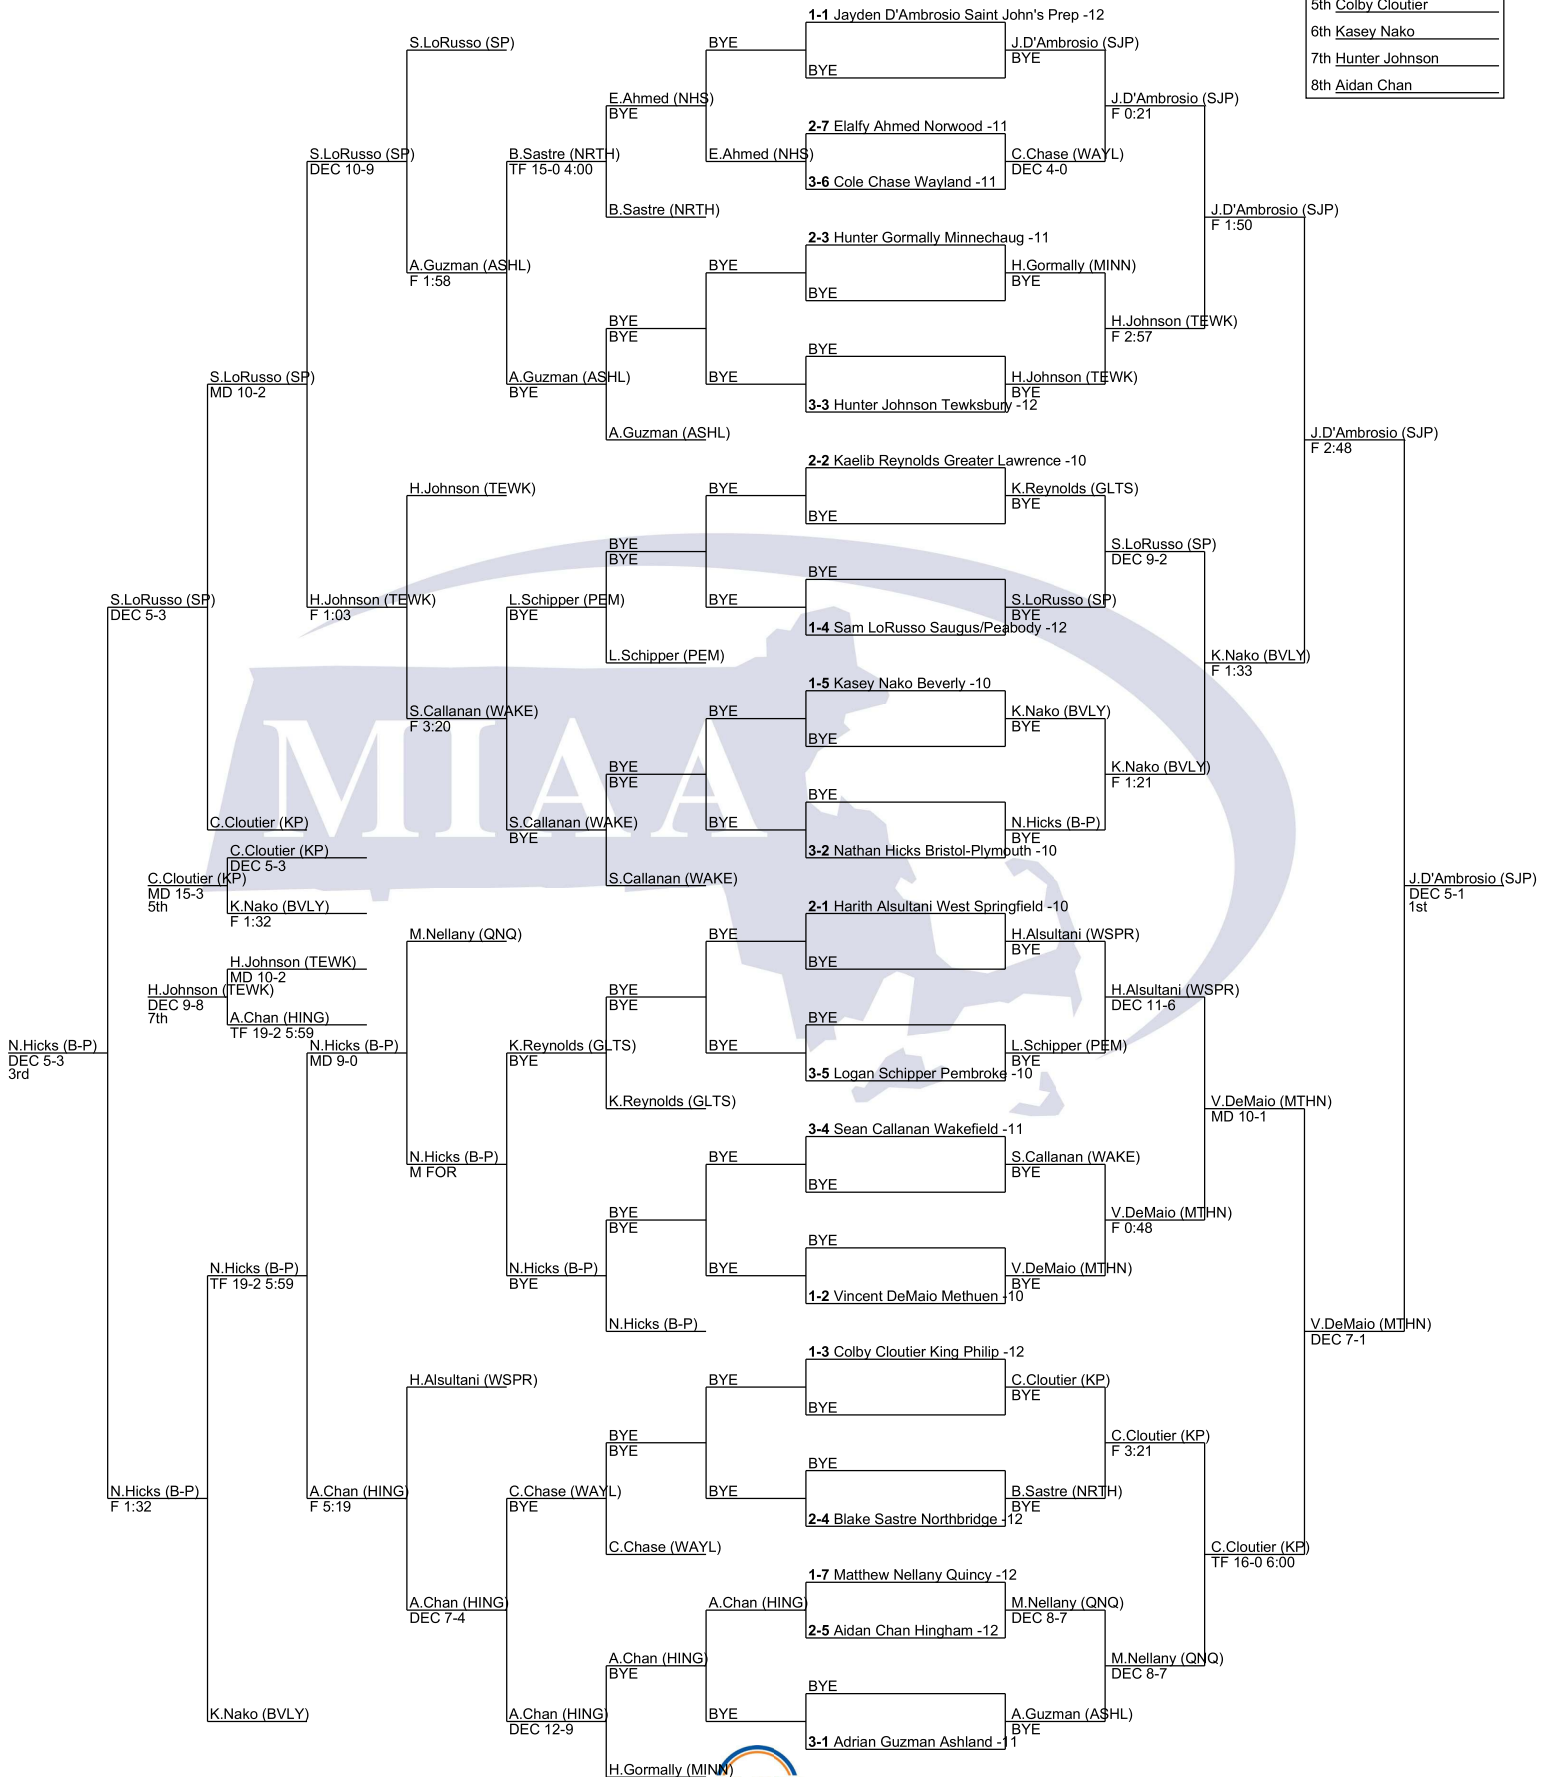 5th Colby Cloutier
6th Kasey Nako
7th Hunter Johnson
8th Aidan Chan
1-1 Jayden D'Ambrosio Saint John's Prep -12
BYE
2-7 Elalfy Ahmed Norwood -11
3-6 Cole Chase Wayland -11
2-3 Hunter Gormally Minnechaug -11
BYE
BYE
3-3 Hunter Johnson Tewksbury -12
2-2 Kaelib Reynolds Greater Lawrence -10
BYE
BYE
1-4 Sam LoRusso Saugus/Peabody -12
1-5 Kasey Nako Beverly -10
BYE
BYE
3-2 Nathan Hicks Bristol-Plymouth -10
2-1 Harith Alsultani West Springfield -10
BYE
BYE
3-5 Logan Schipper Pembroke -10
3-4 Sean Callanan Wakefield -11
BYE
BYE
1-2 Vincent DeMaio Methuen -10
1-3 Colby Cloutier King Philip -12
BYE
BYE
2-4 Blake Sastre Northbridge -12
1-7 Matthew Nellany Quincy -12
2-5 Aidan Chan Hingham -12
BYE
3-1 Adrian Guzman Ashland -11
J.D'Ambrosio (SJP)
BYE
C.Chase (WAYL)
DEC 4-0
H.Gormally (MINN)
BYE
H.Johnson (TEWK)
BYE
K.Reynolds (GLTS)
BYE
S.LoRusso (SP)
BYE
K.Nako (BVLY)
BYE
N.Hicks (B-P)
BYE
H.Alsultani (WSPR)
BYE
L.Schipper (PEM)
BYE
S.Callanan (WAKE)
BYE
V.DeMaio (MTHN)
BYE
C.Cloutier (KP)
BYE
B.Sastre (NRTH)
BYE
M.Nellany (QNQ)
DEC 8-7
A.Guzman (ASHL)
BYE
J.D'Ambrosio (SJP)
F 0:21
H.Johnson (TEWK)
F 2:57
S.LoRusso (SP)
DEC 9-2
K.Nako (BVLY)
F 1:21
H.Alsultani (WSPR)
DEC 11-6
V.DeMaio (MTHN)
F 0:48
C.Cloutier (KP)
F 3:21
M.Nellany (QNQ)
DEC 8-7
J.D'Ambrosio (SJP)
F 1:50
K.Nako (BVLY)
F 1:33
V.DeMaio (MTHN)
MD 10-1
C.Cloutier (KP)
TF 16-0 6:00
J.D'Ambrosio (SJP)
F 2:48
V.DeMaio (MTHN)
DEC 7-1
J.D'Ambrosio (SJP)
DEC 5-1
1st
BYE
E.Ahmed (NHS)
BYE
BYE
BYE
BYE
BYE
BYE
BYE
BYE
BYE
BYE
BYE
BYE
A.Chan (HING)
BYE
E.Ahmed (NHS)
BYE
B.Sastre (NRTH)
BYE
BYE
A.Guzman (ASHL)
BYE
BYE
L.Schipper (PEM)
BYE
BYE
S.Callanan (WAKE)
BYE
BYE
K.Reynolds (GLTS)
BYE
BYE
N.Hicks (B-P)
BYE
BYE
C.Chase (WAYL)
A.Chan (HING)
BYE
H.Gormally (MINN)
B.Sastre (NRTH)
TF 15-0 4:00
A.Guzman (ASHL)
BYE
L.Schipper (PEM)
BYE
S.Callanan (WAKE)
BYE
K.Reynolds (GLTS)
BYE
N.Hicks (B-P)
BYE
C.Chase (WAYL)
BYE
A.Chan (HING)
DEC 12-9
S.LoRusso (SP)
A.Guzman (ASHL)
F 1:58
H.Johnson (TEWK)
S.Callanan (WAKE)
F 3:20
M.Nellany (QNQ)
N.Hicks (B-P)
M FOR
H.Alsultani (WSPR)
A.Chan (HING)
DEC 7-4
S.LoRusso (SP)
DEC 10-9
H.Johnson (TEWK)
F 1:03
N.Hicks (B-P)
MD 9-0
A.Chan (HING)
F 5:19
S.LoRusso (SP)
MD 10-2
C.Cloutier (KP)
N.Hicks (B-P)
TF 19-2 5:59
K.Nako (BVLY)
S.LoRusso (SP)
DEC 5-3
N.Hicks (B-P)
F 1:32
N.Hicks (B-P)
DEC 5-3
3rd
C.Cloutier (KP)
DEC 5-3
K.Nako (BVLY)
F 1:32
C.Cloutier (KP)
MD 15-3
5th
H.Johnson (TEWK)
MD 10-2
A.Chan (HING)
TF 19-2 5:59
H.Johnson (TEWK)
DEC 9-8
7th
MIAA